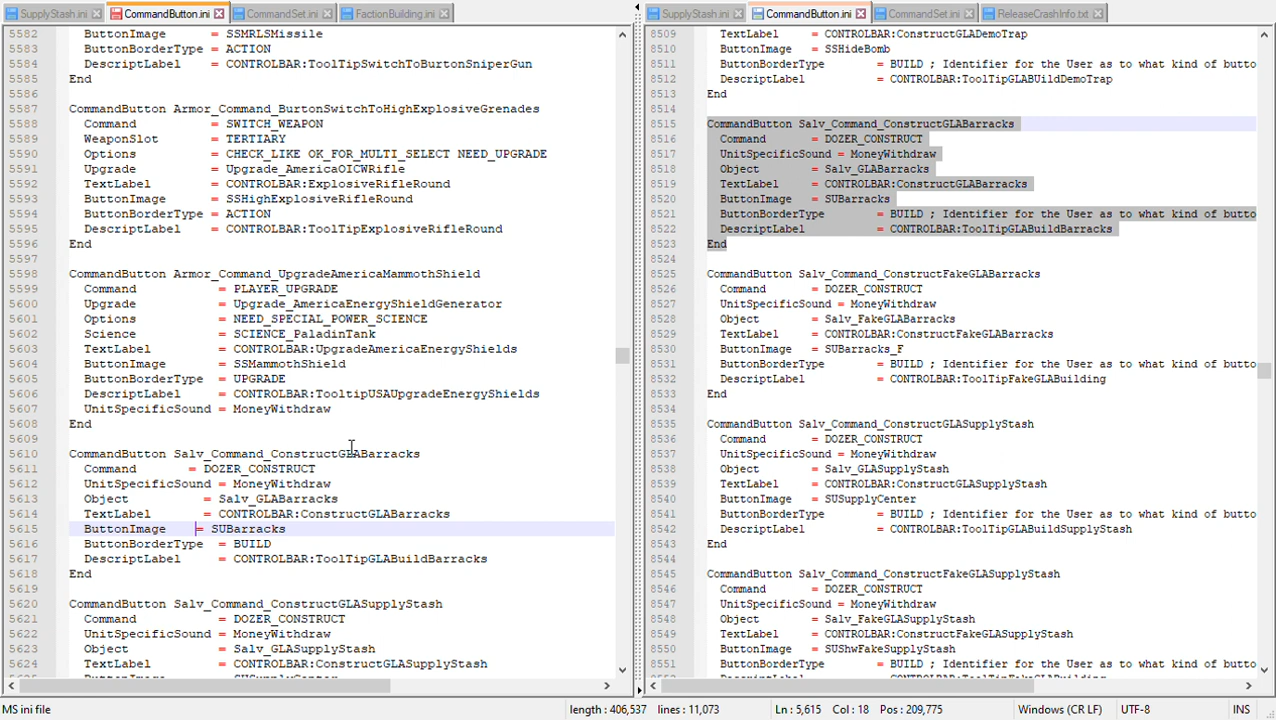 SupplyStash.ini CommandButton.ini CommandSet.ini FactionBuilding.ini
5582 ButtonImage = SSMRLSMissile
5583 ButtonBorderType = ACTION
5584 DescriptLabel = CONTROLBAR:ToolTipSwitchToBurtonSniperGun
5585 End
5586
5587 CommandButton Armor_Command_BurtonSwitchToHighExplosiveGrenades
5588 Command = SWITCH_WEAPON
5589 WeaponSlot = TERTIARY
5590 Options = CHECK_LIKE OK_FOR_MULTI_SELECT NEED_UPGRADE
5591 Upgrade = Upgrade_AmericaOICWRifle
5592 TextLabel = CONTROLBAR:ExplosiveRifleRound
5593 ButtonImage = SSHighExplosiveRifleRound
5594 ButtonBorderType = ACTION
5595 DescriptLabel = CONTROLBAR:ToolTipExplosiveRifleRound
5596 End
5597
5598 CommandButton Armor_Command_UpgradeAmericaMammothShield
5599 Command = PLAYER_UPGRADE
5600 Upgrade = Upgrade_AmericaEnergyShieldGenerator
5601 Options = NEED_SPECIAL_POWER_SCIENCE
5602 Science = SCIENCE_PaladinTank
5603 TextLabel = CONTROLBAR:UpgradeAmericaEnergyShields
5604 ButtonImage = SSMammothShield
5605 ButtonBorderType = UPGRADE
5606 DescriptLabel = CONTROLBAR:TooltipUSAUpgradeEnergyShields
5607 UnitSpecificSound = MoneyWithdraw
5608 End
5609
5610 CommandButton Salv_Command_ConstructGLABarracks
5611 Command = DOZER_CONSTRUCT
5612 UnitSpecificSound = MoneyWithdraw
5613 Object = Salv_GLABarracks
5614 TextLabel = CONTROLBAR:ConstructGLABarracks
5615 ButtonImage = SUBarracks
5616 ButtonBorderType = BUILD
5617 DescriptLabel = CONTROLBAR:ToolTipGLABuildBarracks
5618 End
5619
5620 CommandButton Salv_Command_ConstructGLASupplyStash
5621 Command = DOZER_CONSTRUCT
5622 UnitSpecificSound = MoneyWithdraw
5623 Object = Salv_GLASupplyStash
5624 TextLabel = CONTROLBAR:ConstructGLASupplyStash
SupplyStash.ini CommandButton.ini CommandSet.ini ReleaseCrashInfo.txt
8509 TextLabel = CONTROLBAR:ConstructGLADemoTrap
8510 ButtonImage = SSHideBomb
8511 ButtonBorderType = BUILD ; Identifier for the User as to what kind of butto
8512 DescriptLabel = CONTROLBAR:ToolTipGLABUildDemoTrap
8513 End
8514
8515 CommandButton Salv_Command_ConstructGLABarracks
8516 Command = DOZER_CONSTRUCT
8517 UnitSpecificSound = MoneyWithdraw
8518 Object = Salv_GLABarracks
8519 TextLabel = CONTROLBAR:ConstructGLABarracks
8520 ButtonImage = SUBarracks
8521 ButtonBorderType = BUILD ; Identifier for the User as to what kind of butto
8522 DescriptLabel = CONTROLBAR:ToolTipGLABuildBarracks
8523 End
8524
8525 CommandButton Salv_Command_ConstructFakeGLABarracks
8526 Command = DOZER_CONSTRUCT
8527 UnitSpecificSound = MoneyWithdraw
8528 Object = Salv_FakeGLABarracks
8529 TextLabel = CONTROLBAR:ConstructFakeGLABarracks
8530 ButtonImage = SUBarracks_F
8531 ButtonBorderType = BUILD ; Identifier for the User as to what kind of butto
8532 DescriptLabel = CONTROLBAR:ToolTipFakeGLABuilding
8533 End
8534
8535 CommandButton Salv_Command_ConstructGLASupplyStash
8536 Command = DOZER_CONSTRUCT
8537 UnitSpecificSound = MoneyWithdraw
8538 Object = Salv_GLASupplyStash
8539 TextLabel = CONTROLBAR:ConstructGLASupplyStash
8540 ButtonImage = SUSupplyCenter
8541 ButtonBorderType = BUILD ; Identifier for the User as to what kind of butto
8542 DescriptLabel = CONTROLBAR:ToolTipGLABuildSupplyStash
8543 End
8544
8545 CommandButton Salv_Command_ConstructFakeGLASupplyStash
8546 Command = DOZER_CONSTRUCT
8547 UnitSpecificSound = MoneyWithdraw
8548 Object = Salv_FakeGLASupplyStash
8549 TextLabel = CONTROLBAR:ConstructFakeGLASupplyStash
8550 ButtonImage = SUShwFakeSupplyStash
8551 ButtonBorderType = BUILD ; Identifier for the User as to what kind of butto
MS ini file length : 406,537 lines : 11,073 Ln : 5,615 Col : 18 Pos : 209,775 Windows (CR LF) UTF-8 INS